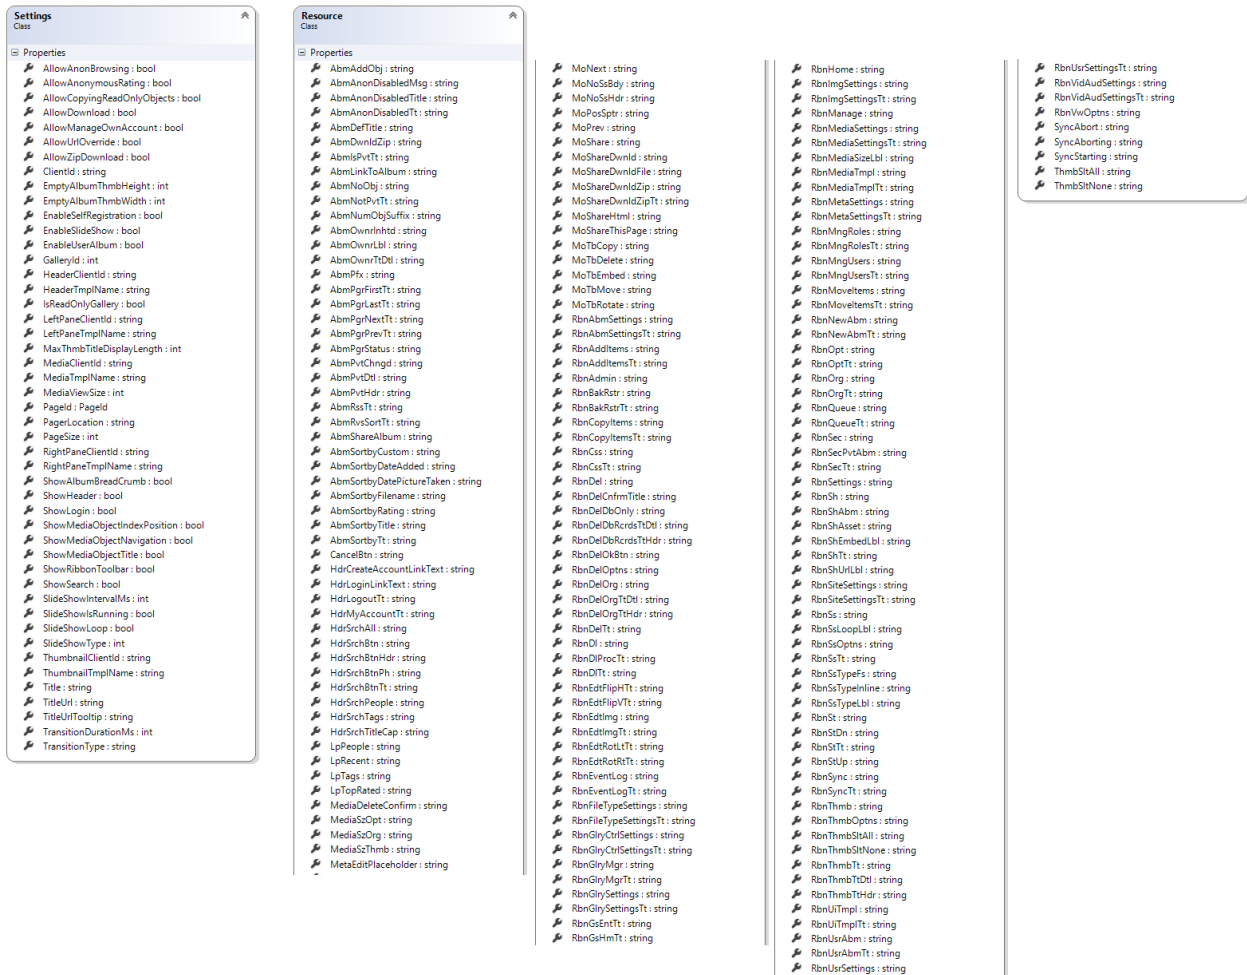 Settings
Class
Properties
AllowAnonBrowsing : bool
AllowAnonymousRating : bool
AllowCopyingReadOnlyObjects : bool
AllowDownload : bool
AllowManageOwnAccount : bool
AllowUrlOverride : bool
AllowZipDownload : bool
ClientId : string
EmptyAlbumThmbHeight : int
EmptyAlbumThmbWidth : int
EnableSelfRegistration : bool
EnableSlideShow : bool
EnableUserAlbum : bool
GalleryId : int
HeaderClientId : string
HeaderTmplName : string
IsReadOnlyGallery : bool
LeftPaneClientId : string
LeftPaneTmplName : string
MaxThmbTitleDisplayLength : int
MediaClientId : string
MediaTmplName : string
MediaViewSize : int
PageId : PageId
PagerLocation : string
PageSize : int
RightPaneClientId : string
RightPaneTmplName : string
ShowAlbumBreadCrumb : bool
ShowHeader : bool
ShowLogin : bool
ShowMediaObjectIndexPosition : bool
ShowMediaObjectNavigation : bool
ShowMediaObjectTitle : bool
ShowRibbonToolbar : bool
ShowSearch : bool
SlideShowIntervalMs : int
SlideShowIsRunning : bool
SlideShowLoop : bool
SlideShowType : int
ThumbnailClientId : string
ThumbnailTmplName : string
Title : string
TitleUrl : string
TitleUrlTooltip : string
TransitionDurationMs : int
TransitionType : string
Resource
Class
Properties
AbmAddObj : string
AbmAnonDisabledMsg : string
AbmAnonDisabledTitle : string
AbmAnonDisabledTt : string
AbmDefTitle : string
AbmDwnldZip : string
AbmIsPvtTt : string
AbmLinkToAlbum : string
AbmNoObj : string
AbmNotPvtTt : string
AbmNumObjSuffix : string
AbmOwnrInhtd : string
AbmOwnrLbl : string
AbmOwnrTtDtl : string
AbmPfx : string
AbmPgrFirstTt : string
AbmPgrLastTt : string
AbmPgrNextTt : string
AbmPgrPrevTt : string
AbmPgrStatus : string
AbmPvtChngd : string
AbmPvtDtl : string
AbmPvtHdr : string
AbmRssTt : string
AbmRvsSortTt : string
AbmShareAlbum : string
AbmSortbyCustom : string
AbmSortbyDateAdded : string
AbmSortbyDatePictureTaken : string
AbmSortbyFilename : string
AbmSortbyRating : string
AbmSortbyTitle : string
AbmSortbyTt : string
CancelBtn : string
HdrCreateAccountLinkText : string
HdrLoginLinkText : string
HdrLogoutTt : string
HdrMyAccountTt : string
HdrSrchAll : string
HdrSrchBtn : string
HdrSrchBtnHdr : string
HdrSrchBtnPh : string
HdrSrchBtnTt : string
HdrSrchPeople : string
HdrSrchTags : string
HdrSrchTitleCap : string
LpPeople : string
LpRecent : string
LpTags : string
LpTopRated : string
MediaDeleteConfirm : string
MediaSzOpt : string
MediaSzOrg : string
MediaSzThmb : string
MetaEditPlaceholder : string
MoNext : string
MoNoSsBdy : string
MoNoSsHdr : string
MoPosSptr : string
MoPrev : string
MoShare : string
MoShareDwnld : string
MoShareDwnldFile : string
MoShareDwnldZip : string
MoShareDwnldZipTt : string
MoShareHtml : string
MoShareThisPage : string
MoTbCopy : string
MoTbDelete : string
MoTbEmbed : string
MoTbMove : string
MoTbRotate : string
RbnAbmSettings : string
RbnAbmSettingsTt : string
RbnAddItems : string
RbnAddItemsTt : string
RbnAdmin : string
RbnBakRstr : string
RbnBakRstrTt : string
RbnCopyItems : string
RbnCopyItemsTt : string
RbnCss : string
RbnCssTt : string
RbnDel : string
RbnDelCnfrmTitle : string
RbnDelDbOnly : string
RbnDelDbRcrdsTtDtl : string
RbnDelDbRcrdsTtHdr : string
RbnDelOkBtn : string
RbnDelOptns : string
RbnDelOrg : string
RbnDelOrgTtDtl : string
RbnDelOrgTtHdr : string
RbnDelTt : string
RbnDl : string
RbnDlProcTt : string
RbnDlTt : string
RbnEdtFlipHTt : string
RbnEdtFlipVTt : string
RbnEdtImg : string
RbnEdtImgTt : string
RbnEdtRotLtTt : string
RbnEdtRotRtTt : string
RbnEventLog : string
RbnEventLogTt : string
RbnFileTypeSettings : string
RbnFileTypeSettingsTt : string
RbnGlryCtrlSettings : string
RbnGlryCtrlSettingsTt : string
RbnGlryMgr : string
RbnGlryMgrTt : string
RbnGlrySettings : string
RbnGlrySettingsTt : string
RbnGsEntTt : string
RbnGsHmTt : string
RbnHome : string
RbnImgSettings : string
RbnImgSettingsTt : string
RbnManage : string
RbnMediaSettings : string
RbnMediaSettingsTt : string
RbnMediaSizeLbl : string
RbnMediaTmpl : string
RbnMediaTmplTt : string
RbnMetaSettings : string
RbnMetaSettingsTt : string
RbnMngRoles : string
RbnMngRolesTt : string
RbnMngUsers : string
RbnMngUsersTt : string
RbnMoveItems : string
RbnMoveItemsTt : string
RbnNewAbm : string
RbnNewAbmTt : string
RbnOpt : string
RbnOptTt : string
RbnOrg : string
RbnOrgTt : string
RbnQueue : string
RbnQueueTt : string
RbnSec : string
RbnSecPvtAbm : string
RbnSecTt : string
RbnSettings : string
RbnSh : string
RbnShAbm : string
RbnShAsset : string
RbnShEmbedLbl : string
RbnShTt : string
RbnShUrlLbl : string
RbnSiteSettings : string
RbnSiteSettingsTt : string
RbnSs : string
RbnSsLoopLbl : string
RbnSsOptns : string
RbnSsTt : string
RbnSsTypeFs : string
RbnSsTypeInline : string
RbnSsTypeLbl : string
RbnSt : string
RbnStDn : string
RbnStTt : string
RbnStUp : string
RbnSync : string
RbnSyncTt : string
RbnThmb : string
RbnThmbOptns : string
RbnThmbSltAll : string
RbnThmbSltNone : string
RbnThmbTt : string
RbnThmbTtDtl : string
RbnThmbTtHdr : string
RbnUiTmpl : string
RbnUiTmplTt : string
RbnUsrAbm : string
RbnUsrAbmTt : string
RbnUsrSettings : string
RbnUsrSettingsTt : string
RbnVidAudSettings : string
RbnVidAudSettingsTt : string
RbnVwOptns : string
SyncAbort : string
SyncAborting : string
SyncStarting : string
ThmbSltAll : string
ThmbSltNone : string